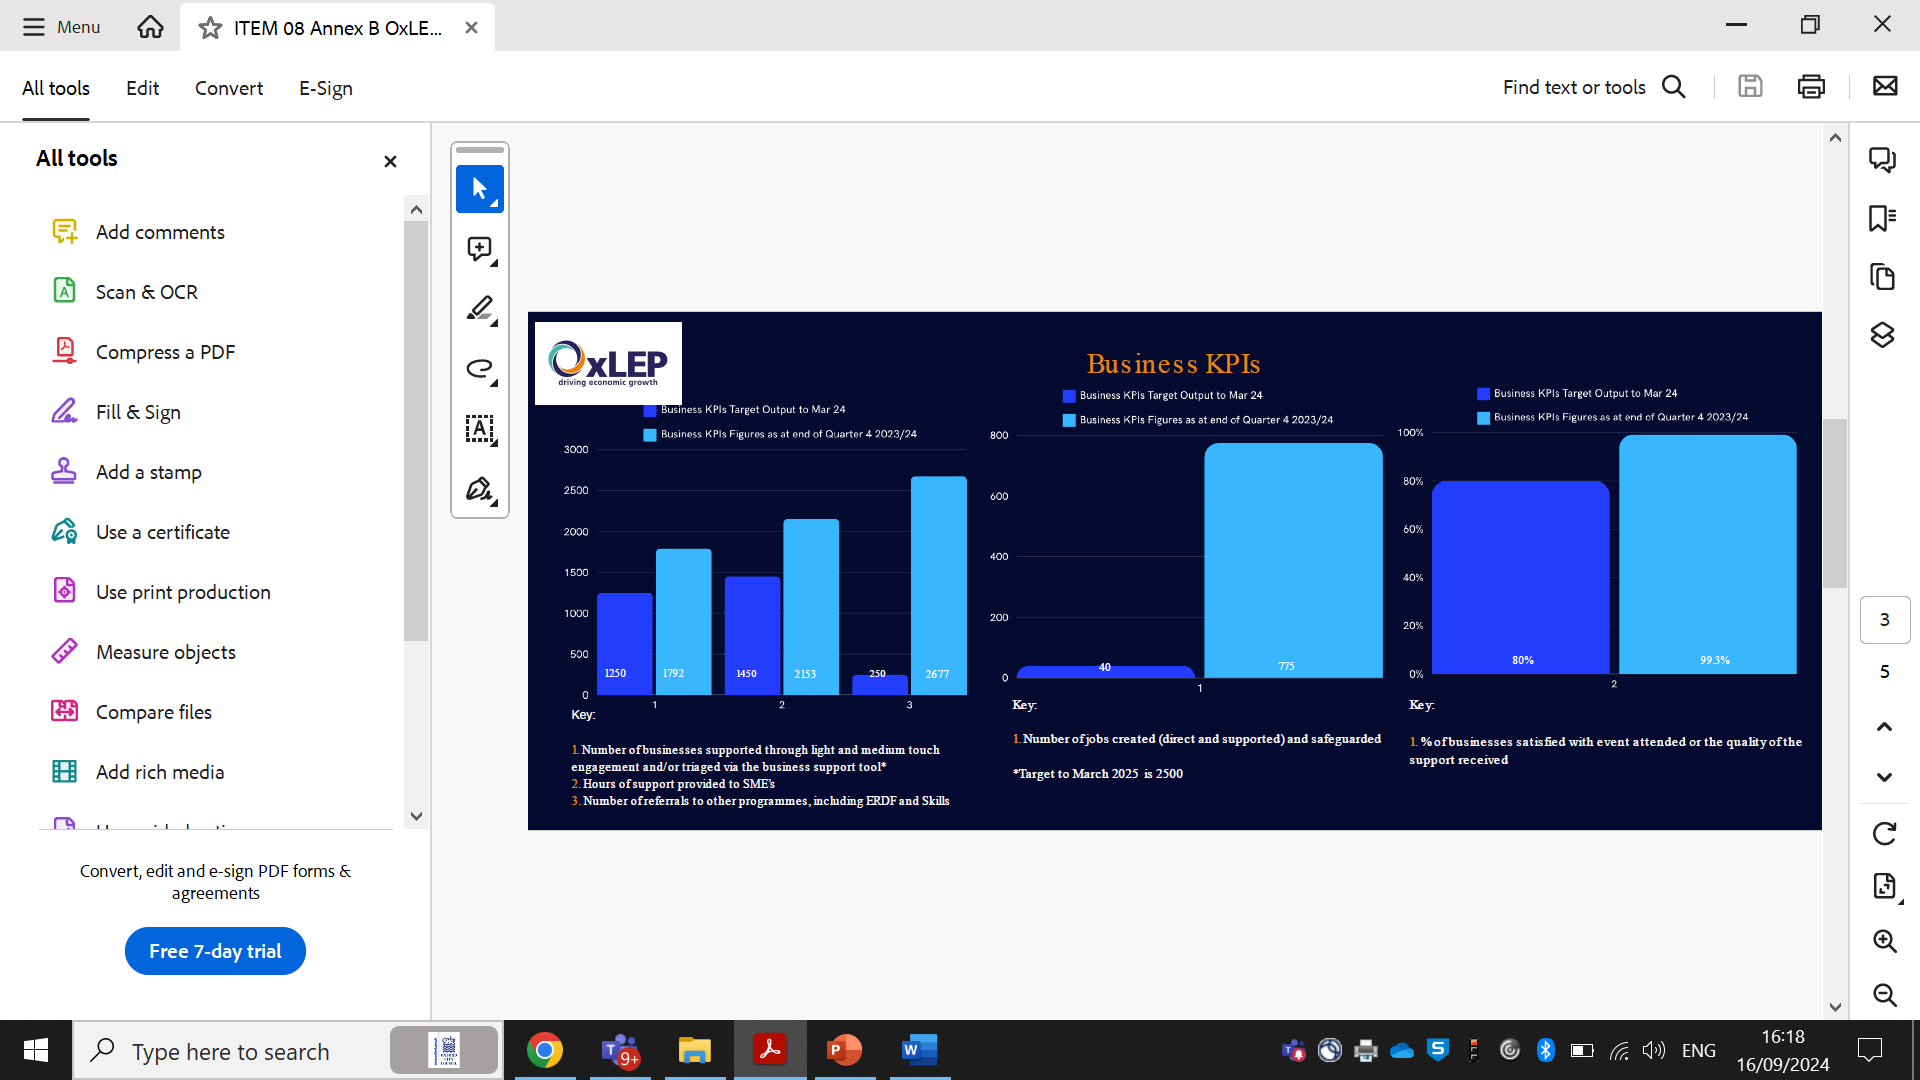 Menu
ITEM 08 Annex B OxLE...
All tools
Edit
Convert
E-Sign
Find text or tools
All tools
Add comments
Scan & OCR
Compress a PDF
Fill & Sign
Add a stamp
Use a certificate
Use print production
Measure objects
Compare files
Add rich media
Convert, edit and e-sign PDF forms &
agreements
Free 7-day trial
OxLEP
driving economic growth
Business KPIs
Business KPIs Target Output to Mar 24
Business KPIs Figures as at end of Quarter 4 2023/24
3000
2500
2000
1500
1000
500
0
1250
1792
1450
2153
250
2677
1
2
3
Key:
1. Number of businesses supported through light and medium touch
engagement and/or triaged via the business support tool*
2. Hours of support provided to SME's
3. Number of referrals to other programmes, including ERDF and Skills
Business KPIs Target Output to Mar 24
Business KPIs Figures as at end of Quarter 4 2023/24
800
600
400
200
0
40
775
1
Key:
1. Number of jobs created (direct and supported) and safeguarded
*Target to March 2025 is 2500
Business KPIs Target Output to Mar 24
Business KPIs Figures as at end of Quarter 4 2023/24
100%
80%
60%
40%
20%
0%
80%
99.3%
2
Key:
1. % of businesses satisfied with event attended or the quality of the
support received
3
5
Type here to search
9+
ENG
16:18
16/09/2024